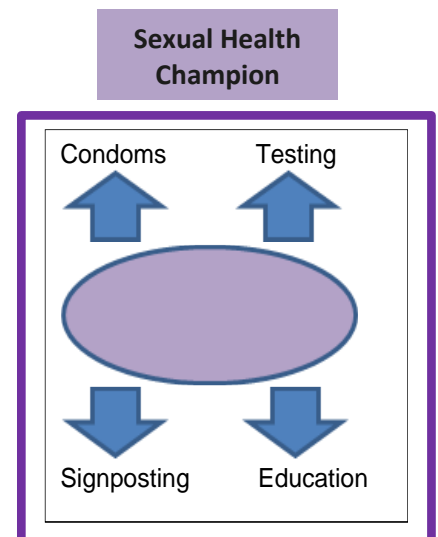 Sexual Health
Champion
Condoms Testing
Signposting Education